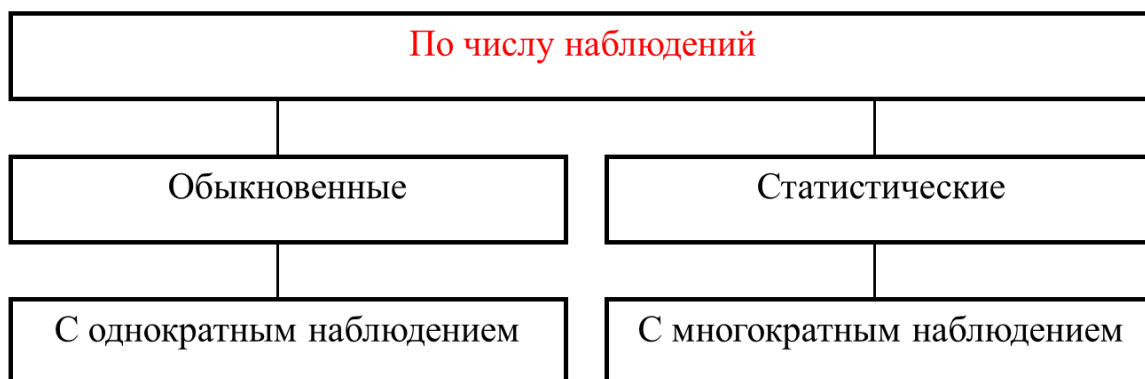 По числу наблюдений
Обыкновенные
Статистические
С однократным наблюдением
С многократным наблюдением